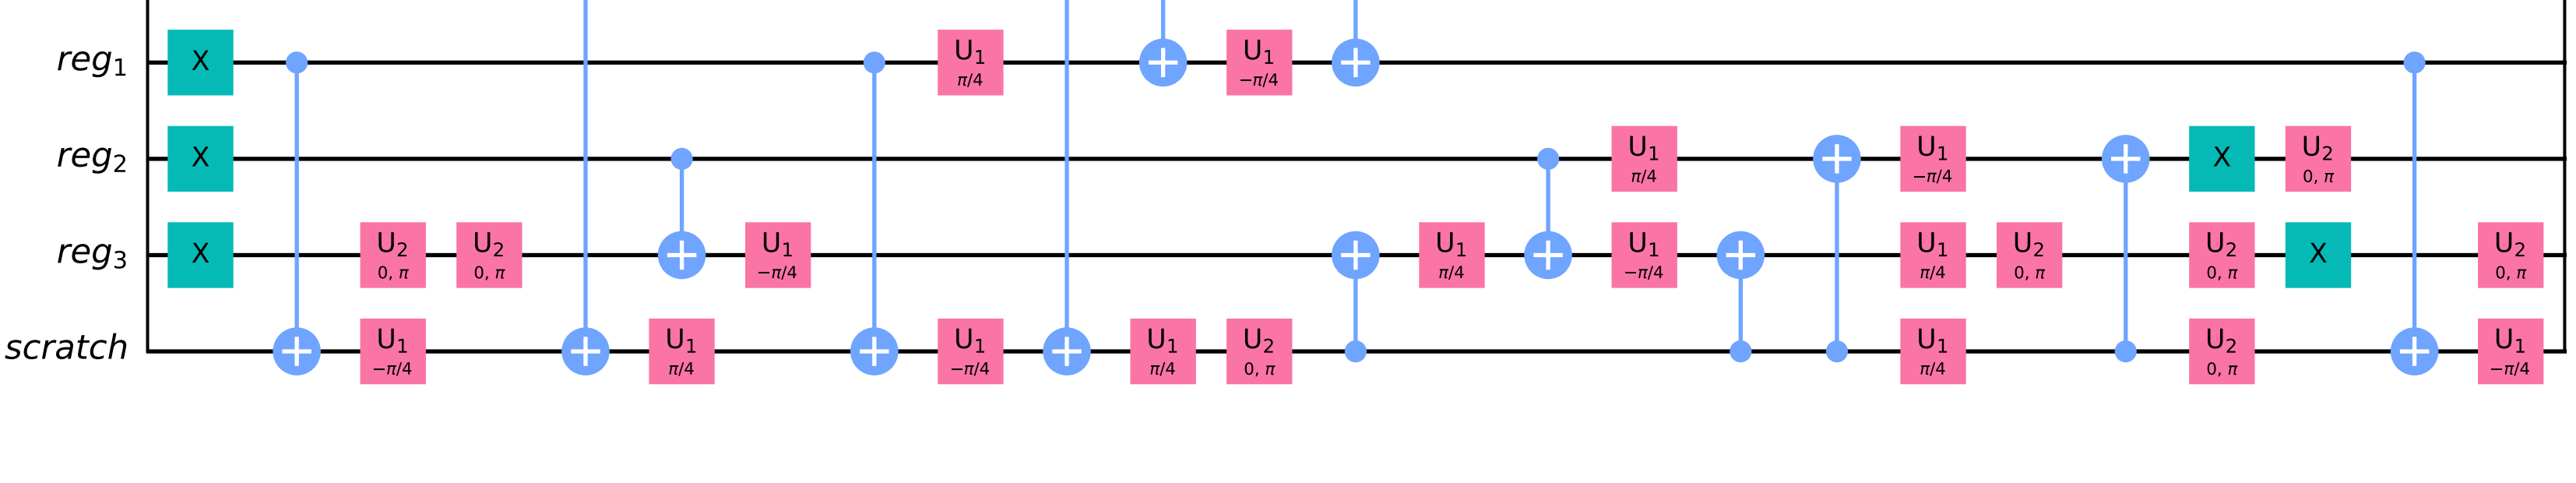 reg₁ X U₁ U₁
π/4 −π/4
reg₂ X U₁ U₁ X U₂
π/4 −π/4 0, π
reg₃ X U₂ U₂ U₁ U₁ U₁ U₁ U₂ U₂ X U₂
0, π 0, π −π/4 π/4 −π/4 π/4 0, π 0, π 0, π
scratch U₁ U₁ U₁ U₁ U₂ U₁ U₂ U₁
−π/4 π/4 −π/4 π/4 0, π π/4 0, π −π/4